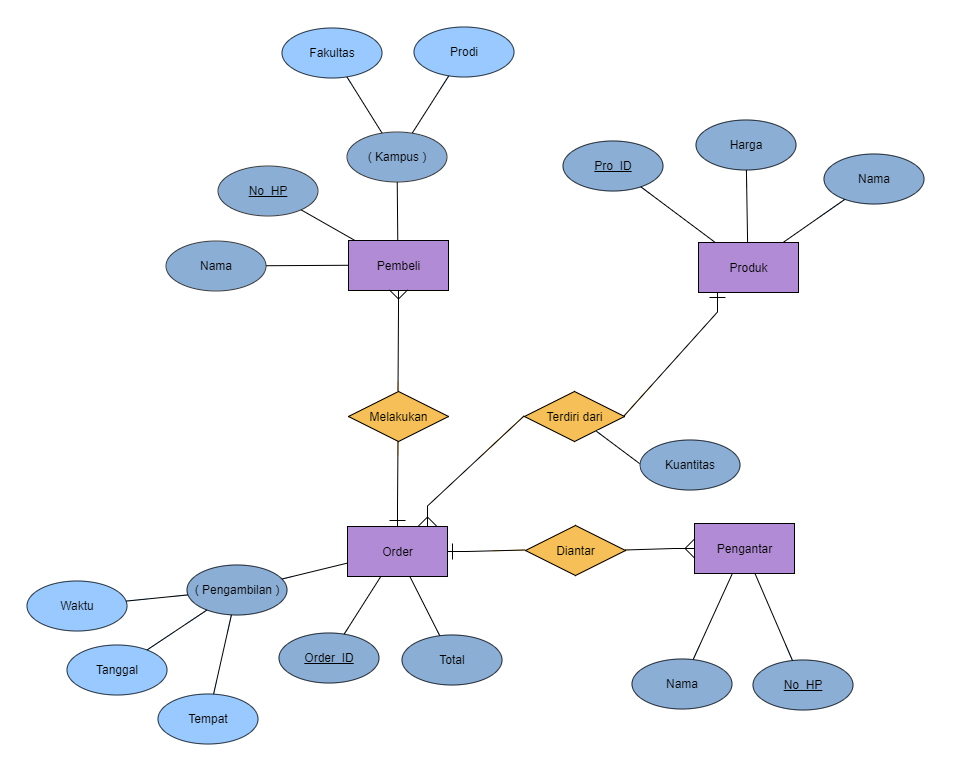 Fakultas
Prodi
( Kampus )
No_HP
Nama
Pembeli
Pro_ID
Harga
Nama
Produk
Melakukan
Terdiri dari
Kuantitas
Order
Diantar
Pengantar
( Pengambilan )
Waktu
Tanggal
Tempat
Order_ID
Total
Nama
No_HP